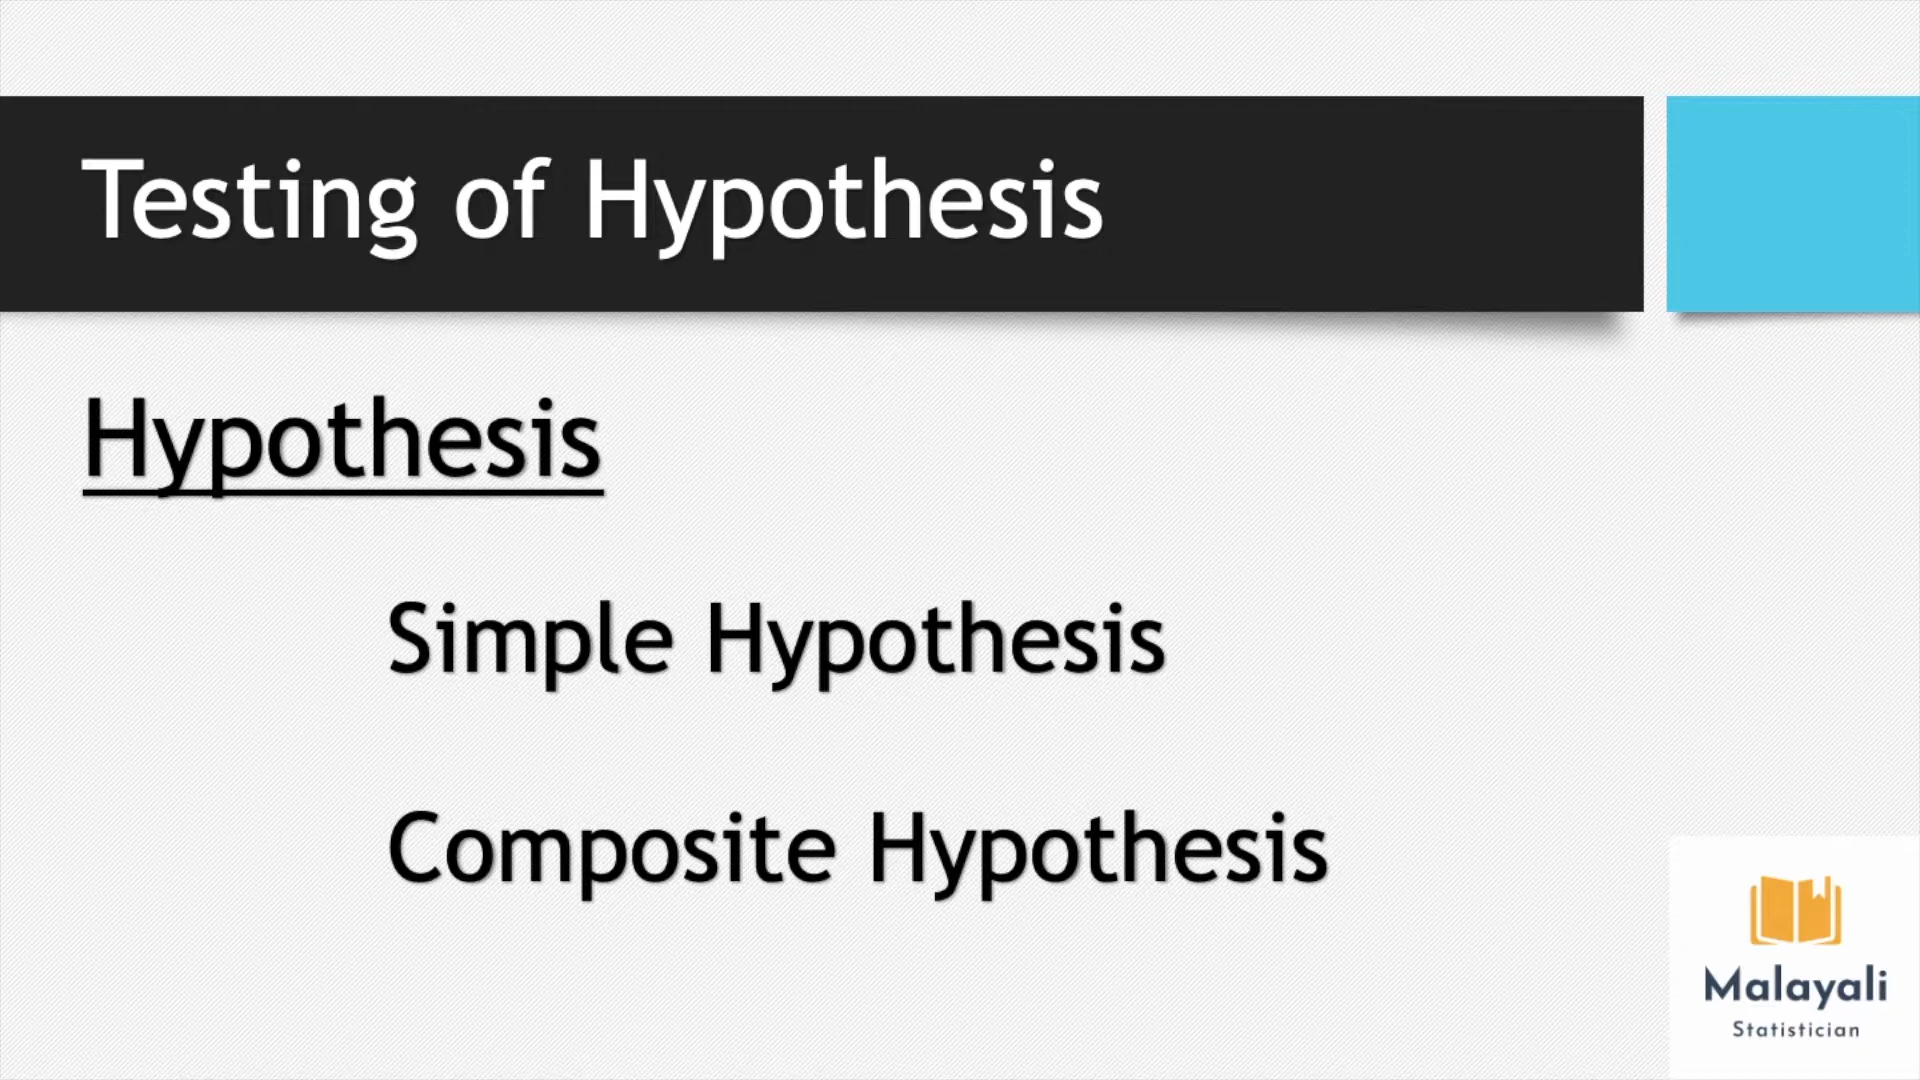 Testing of Hypothesis
Hypothesis
Simple Hypothesis
Composite Hypothesis
Malayali
Statistician